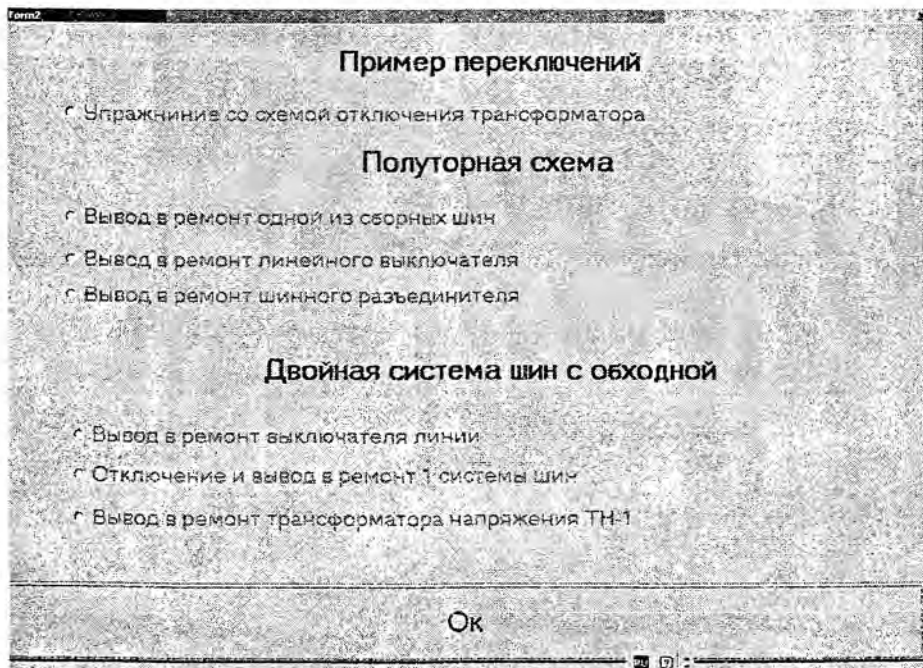 Form2
Пример переключений
Упражниние со схемой отключения трансформатора
Полуторная схема
Вывод в ремонт одной из сборных шин
Вывод в ремонт линейного выключателя
Вывод в ремонт шинного разъединителя
Двойная система шин с обходной
Вывод в ремонт выключателя линии
Отключение и вывод в ремонт 1 системы шин
Вывод в ремонт трансформатора напряжения ТН-1
Ок